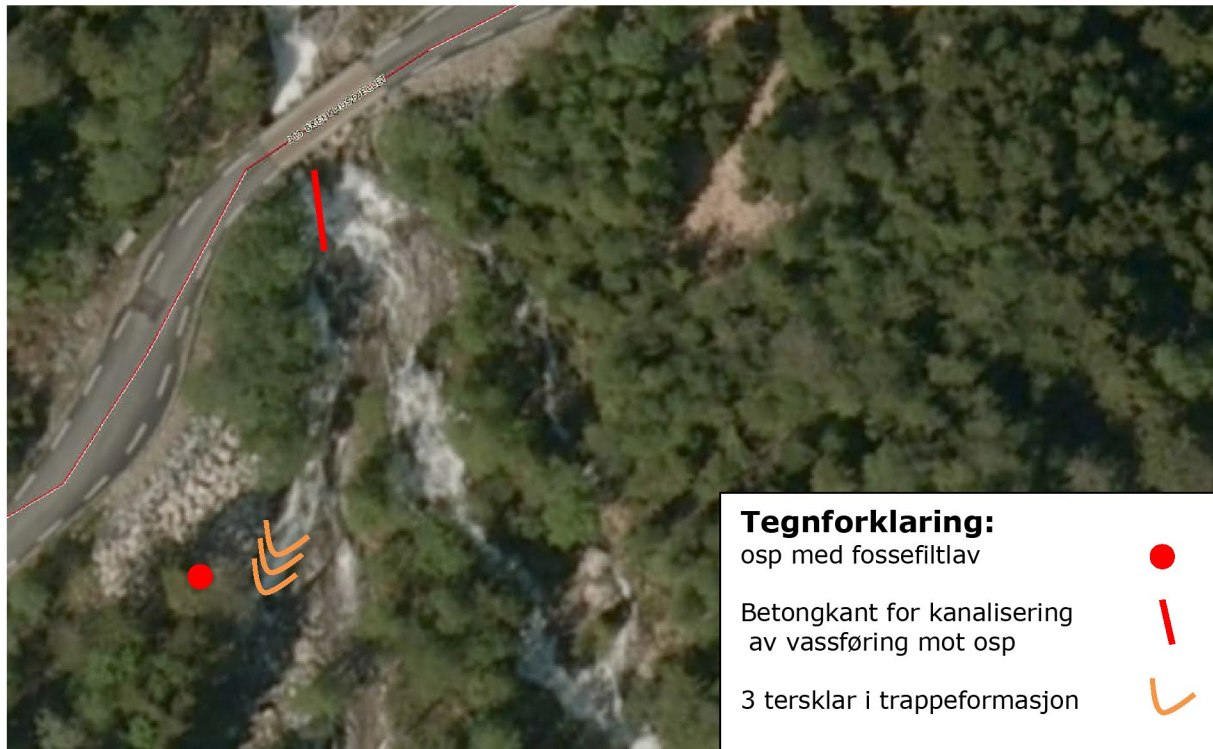 Tegnforklaring:
osp med fossefiltlav
Betongkant for kanalisering
av vassføring mot osp
3 tersklar i trappeformasjon